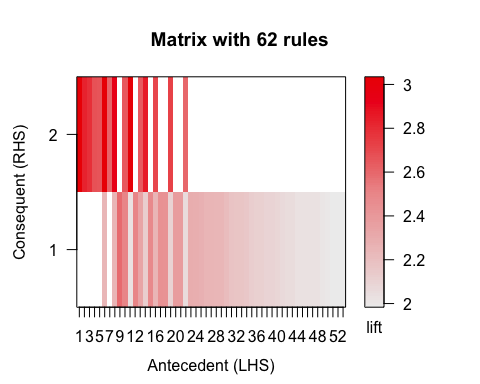 Matrix with 62 rules
Consequent (RHS)
2
1
1 3 5 7 9 12 16 20 24 28 32 36 40 44 48 52
Antecedent (LHS)
3
2.8
2.6
2.4
2.2
2
lift